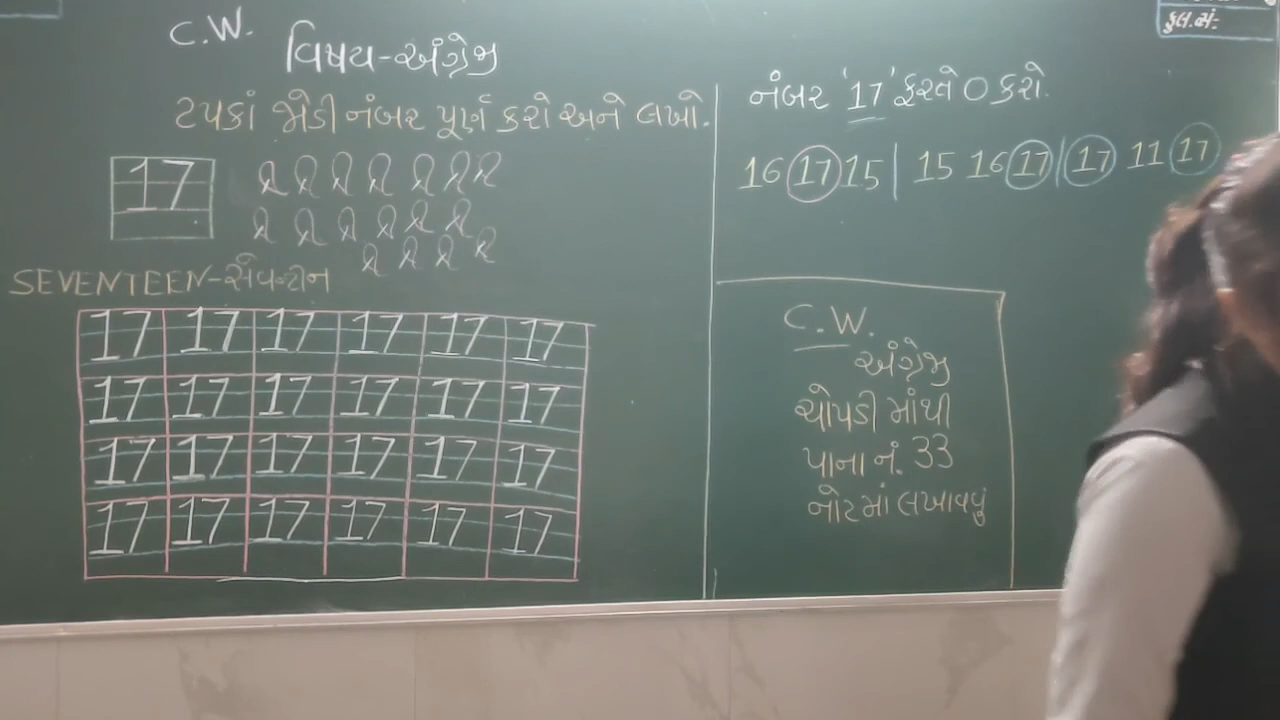 C.W.
વિષય-અંગ્રેજી
ટપકાં જોડી નંબર પૂર્ણ કરો અને લખો.
17
SEVENTEEN-સેવન્ટીન
17 17 17 17 17 17
17 17 17 17 17 17
17 17 17 17 17 17
17 17 17 17 17 17
નંબર '17' ફરતે O કરો.
16 17 15 | 15 16 17 | 17 11 17
C.W.
અંગ્રેજી
ચોપડી માંથી
પાના નં. 33
નોટમાં લખાવવું
કુલ.સં: